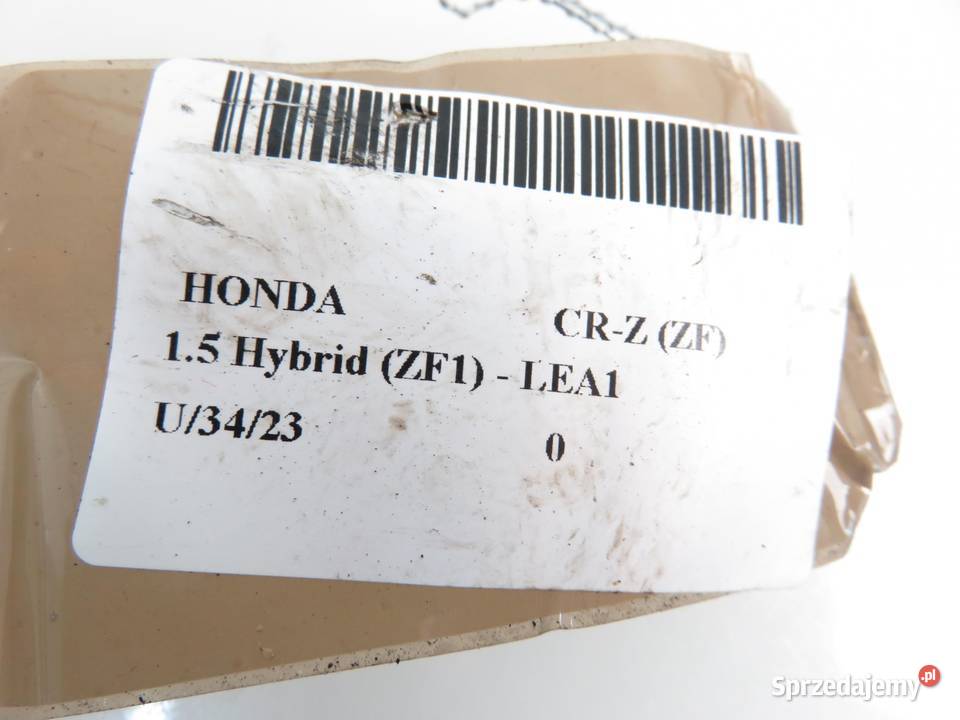 HONDA CR-Z (ZF)
1.5 Hybrid (ZF1) - LEA1
U/34/23 0
Sprzedajemy.pl